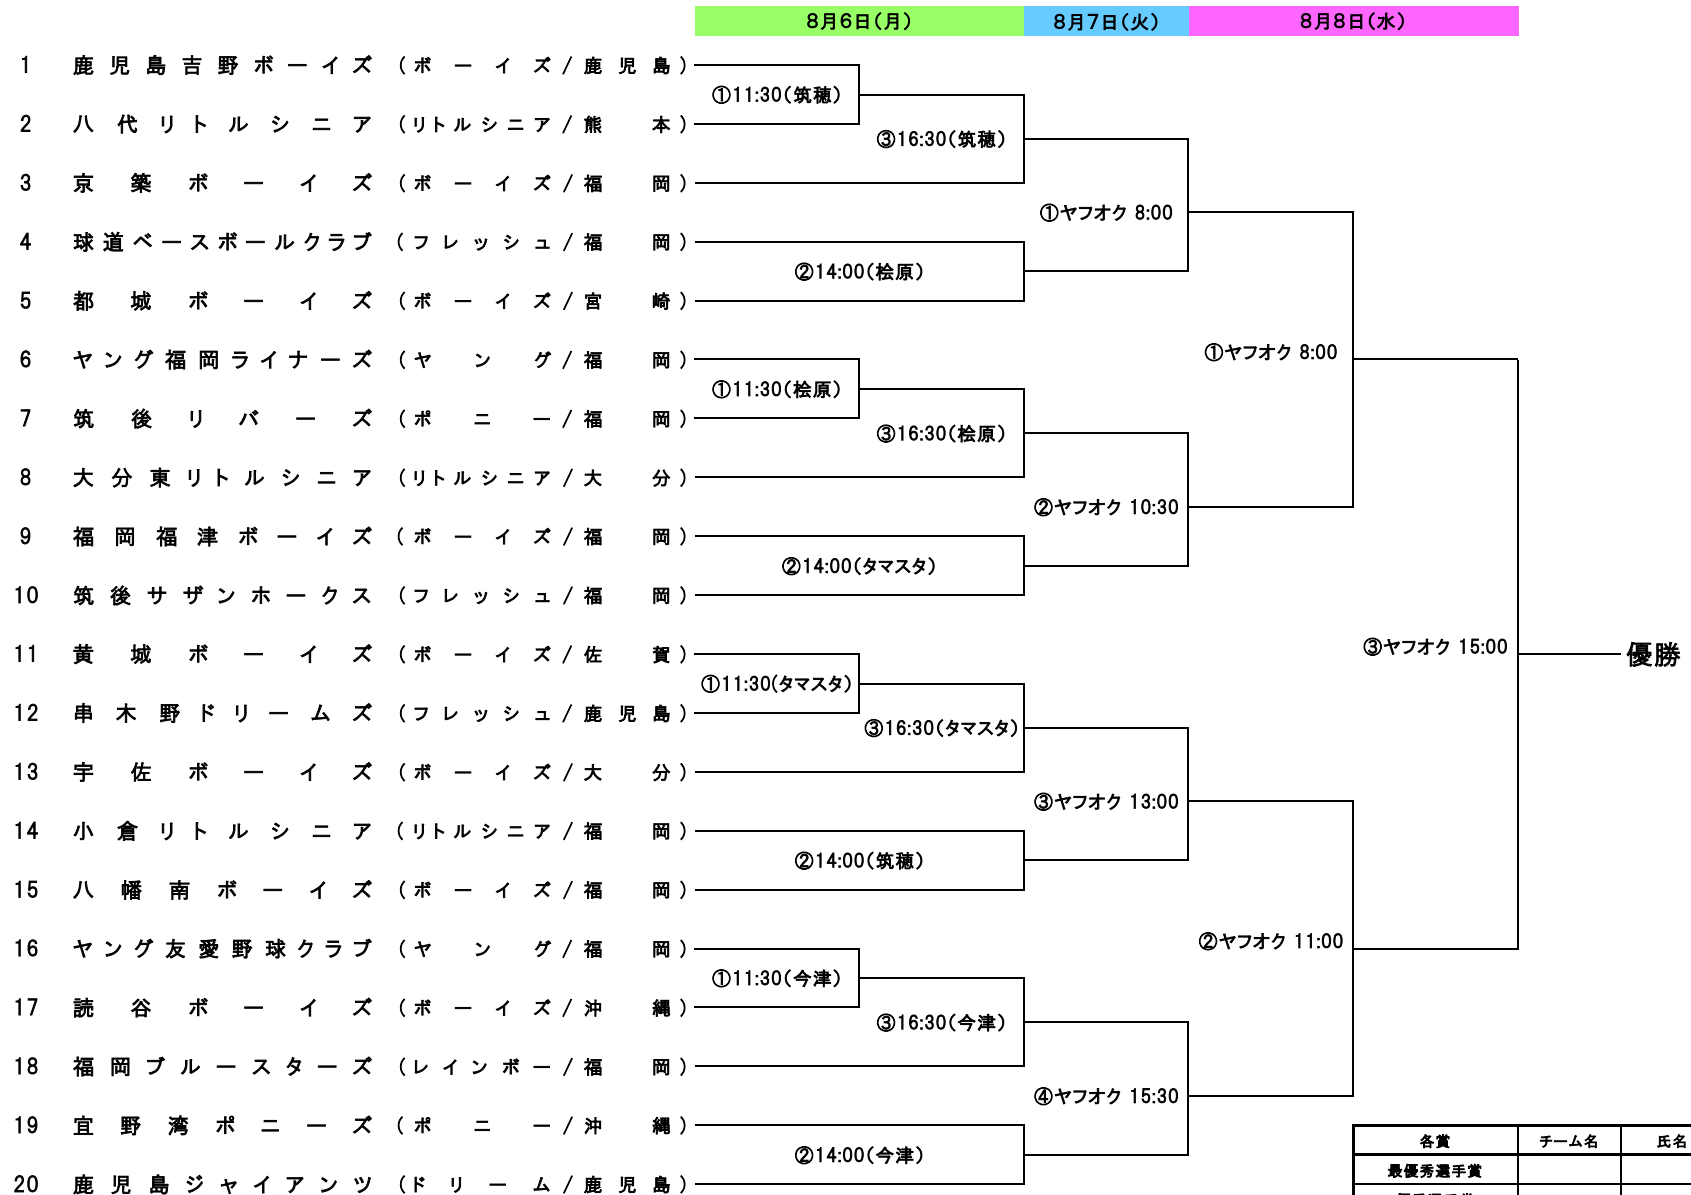 8月6日(月) 8月7日(火) 8月8日(水)
1 鹿児島吉野ボーイズ (ボーイズ/鹿児島)
①11:30(筑穂)
2 八代リトルシニア (リトルシニア/熊本)
③16:30(筑穂)
3 京築ボーイズ (ボーイズ/福岡)
①ヤフオク 8:00
4 球道ベースボールクラブ (フレッシュ/福岡)
②14:00(桧原)
5 都城ボーイズ (ボーイズ/宮崎)
①ヤフオク 8:00
6 ヤング福岡ライナーズ (ヤング/福岡)
①11:30(桧原)
7 筑後リバーズ (ポニー/福岡)
③16:30(桧原)
8 大分東リトルシニア (リトルシニア/大分)
②ヤフオク 10:30
9 福岡福津ボーイズ (ボーイズ/福岡)
②14:00(タマスタ)
10 筑後サザンホークス (フレッシュ/福岡)
③ヤフオク 15:00
11 黄城ボーイズ (ボーイズ/佐賀)
優勝
①11:30(タマスタ)
12 串木野ドリームズ (フレッシュ/鹿児島)
③16:30(タマスタ)
13 宇佐ボーイズ (ボーイズ/大分)
③ヤフオク 13:00
14 小倉リトルシニア (リトルシニア/福岡)
②14:00(筑穂)
15 八幡南ボーイズ (ボーイズ/福岡)
②ヤフオク 11:00
16 ヤング友愛野球クラブ (ヤング/福岡)
①11:30(今津)
17 読谷ボーイズ (ボーイズ/沖縄)
③16:30(今津)
18 福岡ブルースターズ (レインボー/福岡)
④ヤフオク 15:30
19 宜野湾ポニーズ (ポニー/沖縄)
各賞 チーム名 氏名
②14:00(今津)
最優秀選手賞
20 鹿児島ジャイアンツ (ドリーム/鹿児島)